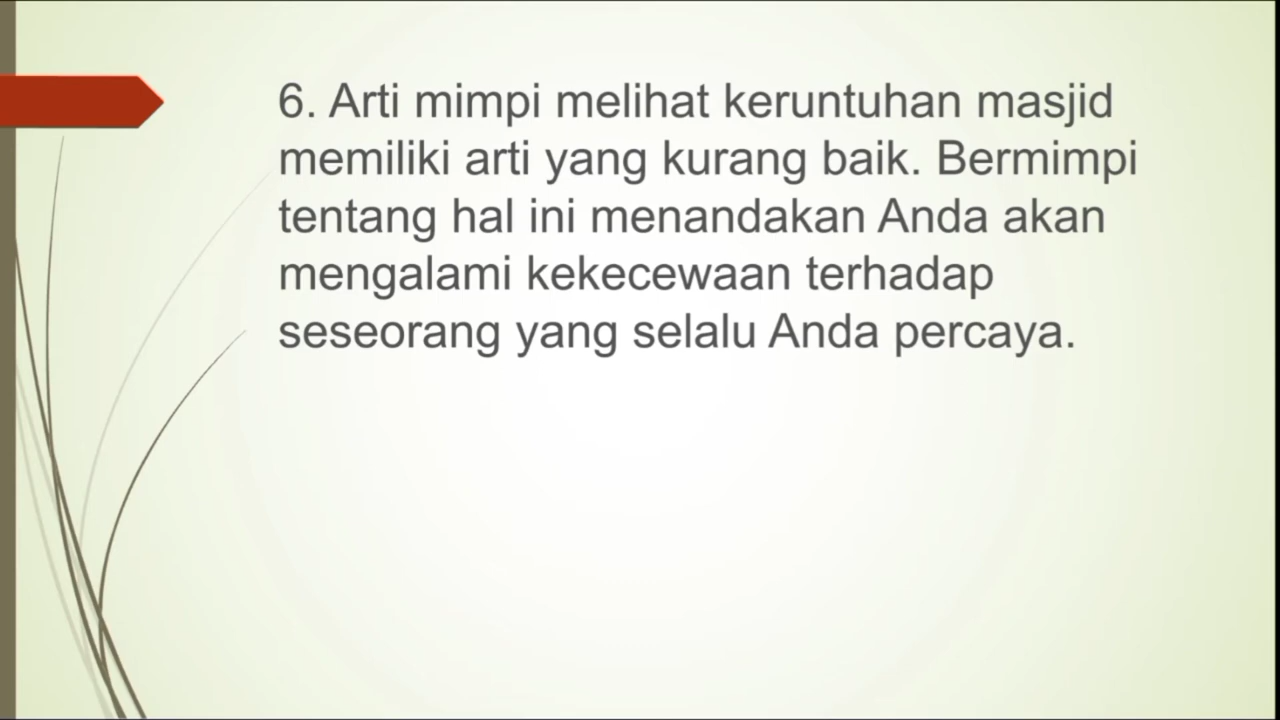 6. Arti mimpi melihat keruntuhan masjid
memiliki arti yang kurang baik. Bermimpi
tentang hal ini menandakan Anda akan
mengalami kekecewaan terhadap
seseorang yang selalu Anda percaya.